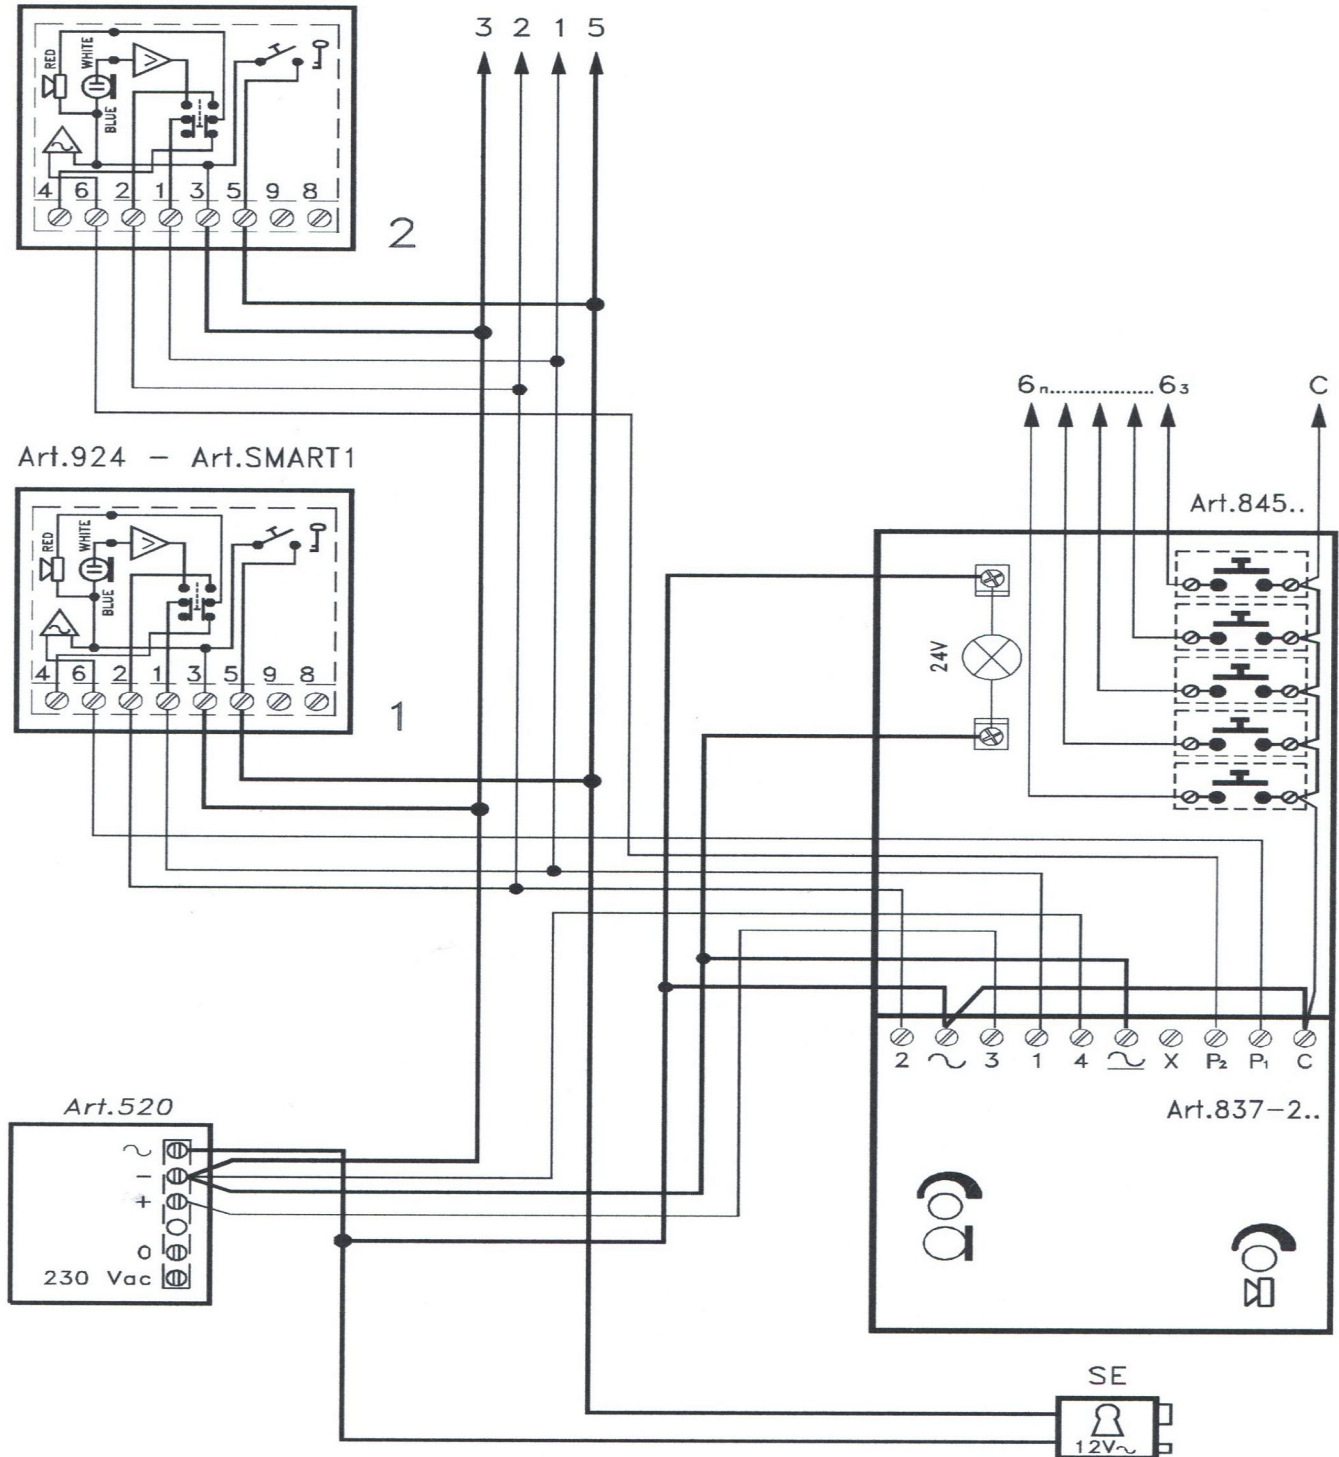 3 2 1 5
RED
WHITE
BLUE
4 6 2 1 3 5 9 8
2
6n....................63 C
Art.924 - Art.SMART1
Art.845..
RED
WHITE
BLUE
24V
4 6 2 1 3 5 9 8
1
2 ~ 3 1 4 ~ X P2 P1 C
Art.837-2..
Art.520
~
-
+
0
230 Vac
SE
12V~